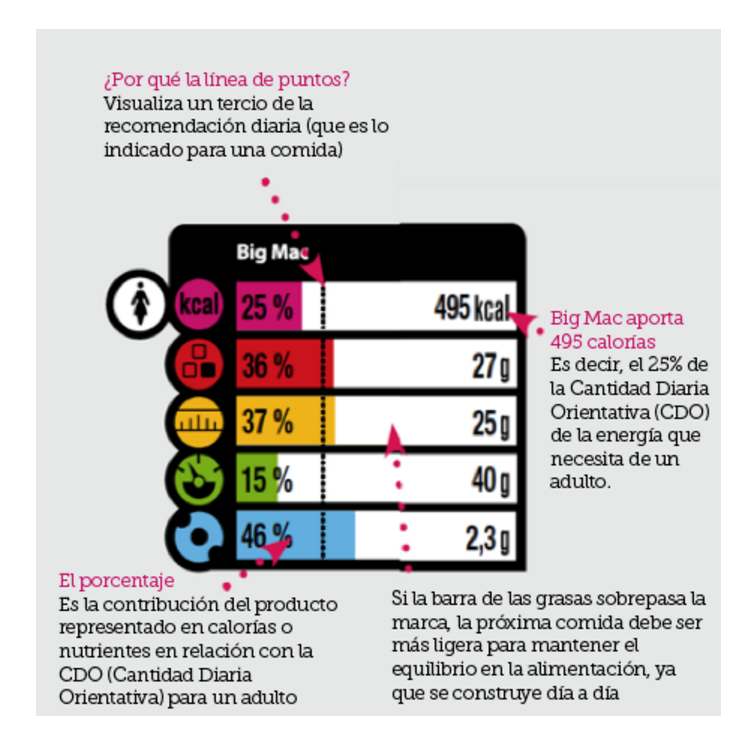 ¿Por qué la línea de puntos?
Visualiza un tercio de la
recomendación diaria (que es lo
indicado para una comida)
Big Mac
kcal 25 % 495 kcal
36 % 27 g
37 % 25 g
15 % 40 g
46 % 2,3 g
Big Mac aporta
495 calorías
Es decir, el 25% de
la Cantidad Diaria
Orientativa (CDO)
de la energía que
necesita de un
adulto.
El porcentaje
Es la contribución del producto
representado en calorías o
nutrientes en relación con la
CDO (Cantidad Diaria
Orientativa) para un adulto
Si la barra de las grasas sobrepasa la
marca, la próxima comida debe ser
más ligera para mantener el
equilibrio en la alimentación, ya
que se construye día a día